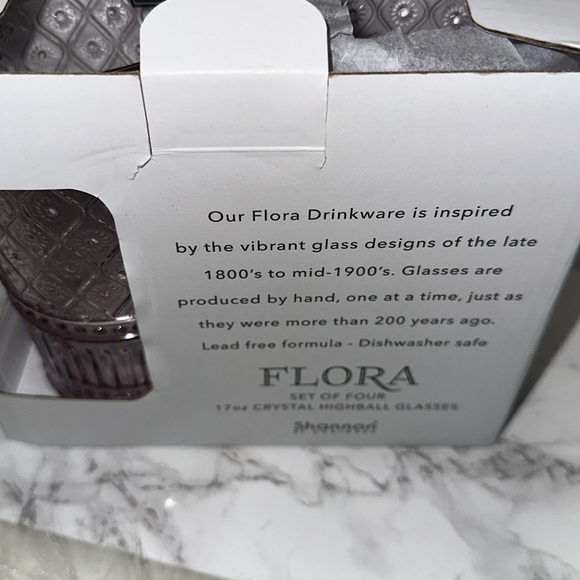 Our Flora Drinkware is inspired
by the vibrant glass designs of the late
1800's to mid-1900's. Glasses are
produced by hand, one at a time, just as
they were more than 200 years ago.
Lead free formula - Dishwasher safe
FLORA
SET OF FOUR
17oz CRYSTAL HIGHBALL GLASSES
Shannon